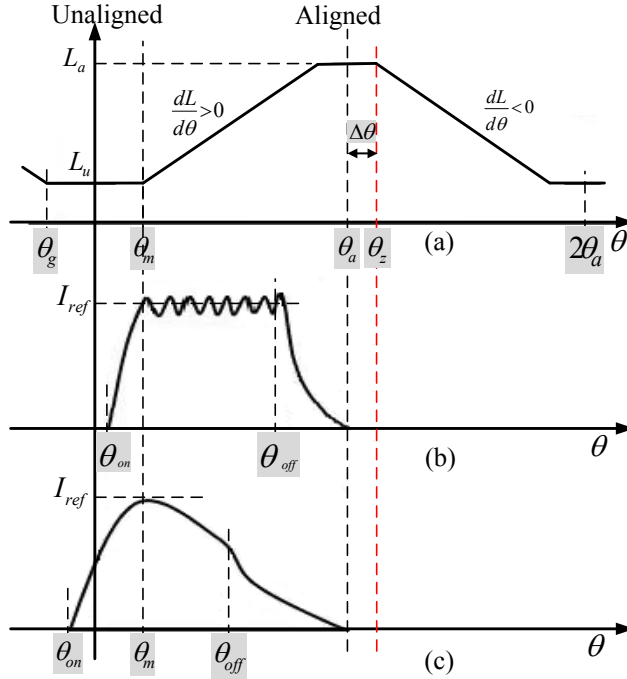 Unaligned
Aligned
L_a
dL/dθ >0
dL/dθ <0
Δθ
L_u
θ_g
θ_m
θ_a
θ_z
(a)
2θ_a
θ
I_ref
θ_on
θ_off
(b)
θ
I_ref
θ_on
θ_m
θ_off
(c)
θ